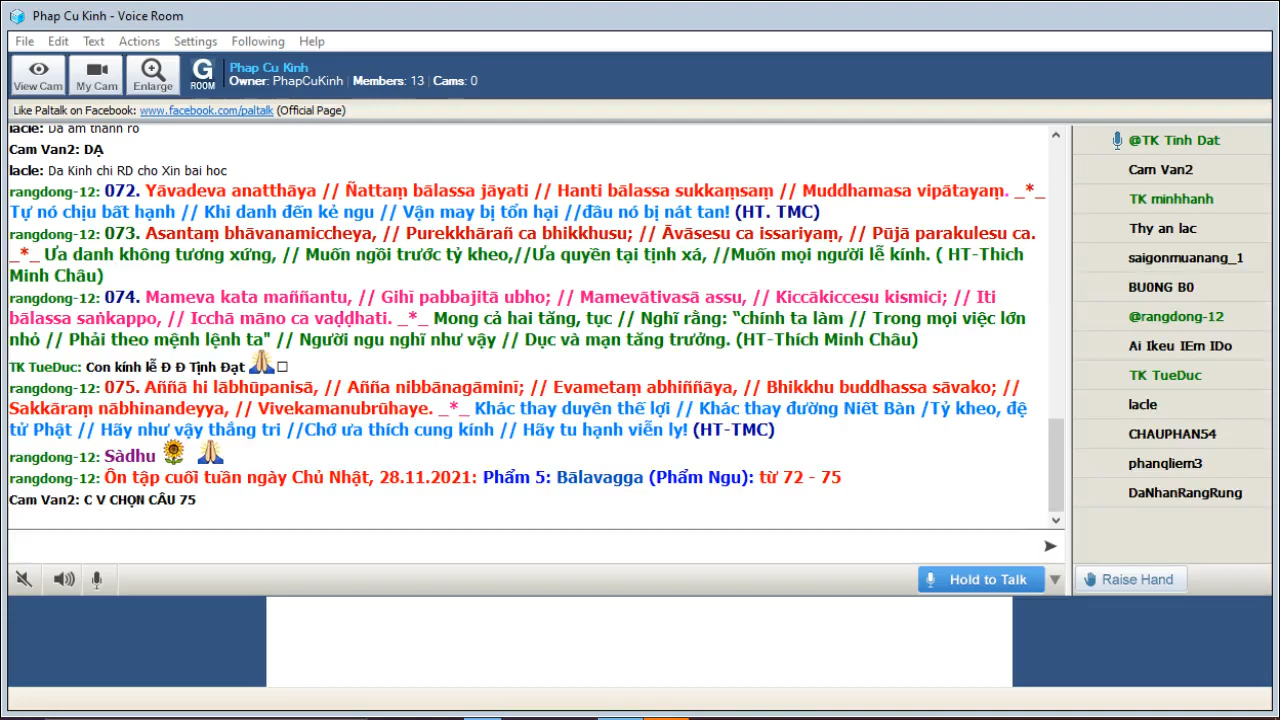 Phap Cu Kinh - Voice Room
File Edit Text Actions Settings Following Help
View Cam My Cam Enlarge G ROOM
Phap Cu Kinh
Owner: PhapCuKinh Members: 13 Cams: 0
Like Paltalk on Facebook: www.facebook.com/paltalk (Official Page)
lacle: Da am thanh ro
Cam Van2: DẠ
lacle: Da Kinh chi RD cho Xin bai hoc
rangdong-12: 072. Yāvadeva anatthāya // Ñattaṃ bālassa jāyati // Hanti bālassa sukkaṃsaṃ // Muddhamasa vipātayaṃ. _*_
Tự nó chịu bất hạnh // Khi danh đến kẻ ngu // Vận may bị tổn hại //đầu nó bị nát tan! (HT. TMC)
rangdong-12: 073. Asantaṃ bhāvanamiccheyya, // Purekkhārañ ca bhikkhusu; // Āvāsesu ca issariyaṃ, // Pūjā parakulesu ca.
_*_ Ưa danh không tương xứng, // Muốn ngồi trước tỷ kheo,//Ưa quyền tại tịnh xá, //Muốn mọi người lễ kính. ( HT-Thich
Minh Châu)
rangdong-12: 074. Mameva kata maññantu, // Gihī pabbajitā ubho; // Mamevātivasā assu, // Kiccākiccesu kismici; // Iti
bālassa saṅkappo, // Icchā māno ca vaḍḍhati. _*_ Mong cả hai tăng, tục // Nghĩ rằng: “chính ta làm // Trong mọi việc lớn
nhỏ // Phải theo mệnh lệnh ta" // Người ngu nghĩ như vậy // Dục và mạn tăng trưởng. (HT-Thích Minh Châu)
TK TueDuc: Con kính lễ Đ Đ Tịnh Đạt
rangdong-12: 075. Aññā hi lābhūpanisā, // Añña nibbānagāminī; // Evametaṃ abhiññāya, // Bhikkhu buddhassa sāvako; //
Sakkāraṃ nābhinandeyya, // Vivekamanubrūhaye. _*_ Khác thay duyên thế lợi // Khác thay đường Niết Bàn /Tỷ kheo, đệ
tử Phật // Hãy như vậy thẳng tri //Chớ ưa thích cung kính // Hãy tu hạnh viễn ly! (HT-TMC)
rangdong-12: Sàdhu
rangdong-12: Ôn tập cuối tuần ngày Chủ Nhật, 28.11.2021: Phẩm 5: Bālavagga (Phẩm Ngu): từ 72 - 75
Cam Van2: C V CHỌN CÂU 75
Hold to Talk
@TK Tinh Dat
Cam Van2
TK minhhanh
Thy an lac
saigonmuanang_1
BU0NG B0
@rangdong-12
Ai Ikeu IEm IDo
TK TueDuc
lacle
CHAUPHAN54
phanqliem3
DaNhanRangRung
Raise Hand